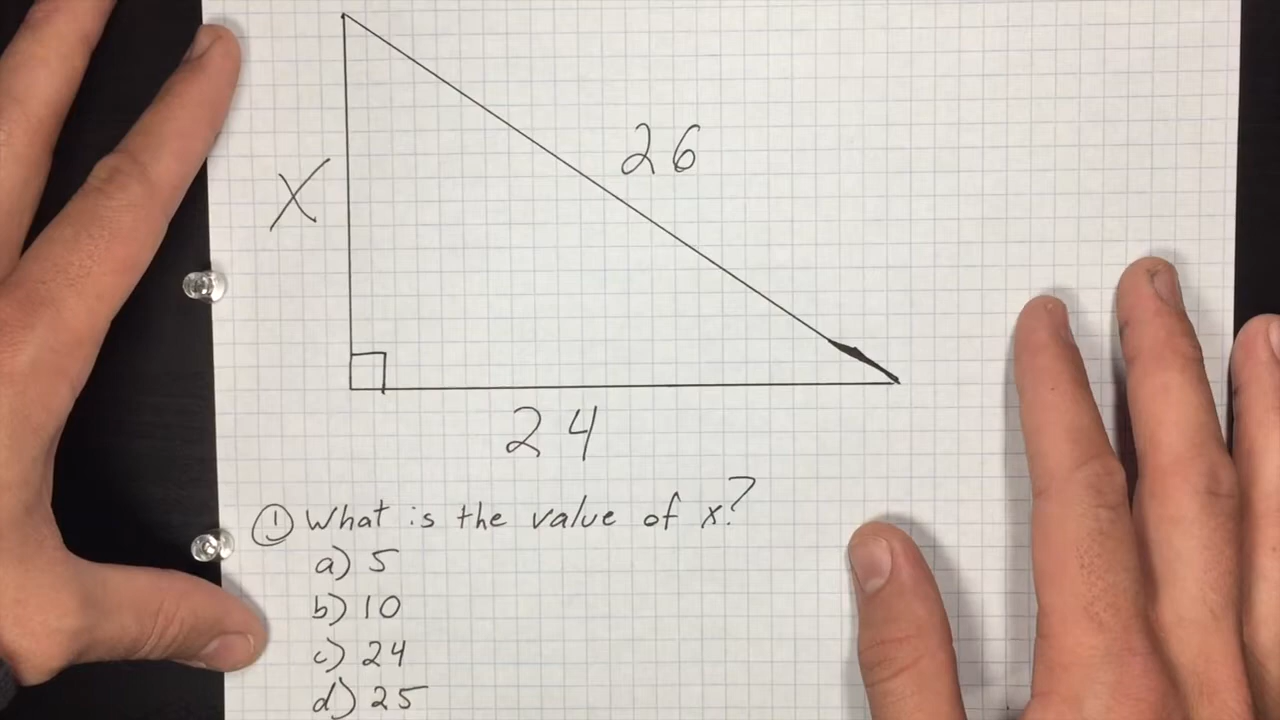 26
X
24
① What is the value of x?
a) 5
b) 10
c) 24
d) 25